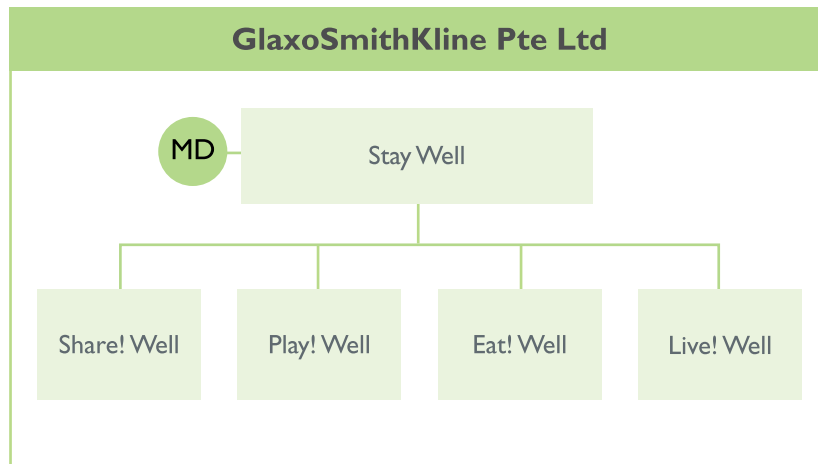 GlaxoSmithKline Pte Ltd
MD
Stay Well
Share! Well
Play! Well
Eat! Well
Live! Well